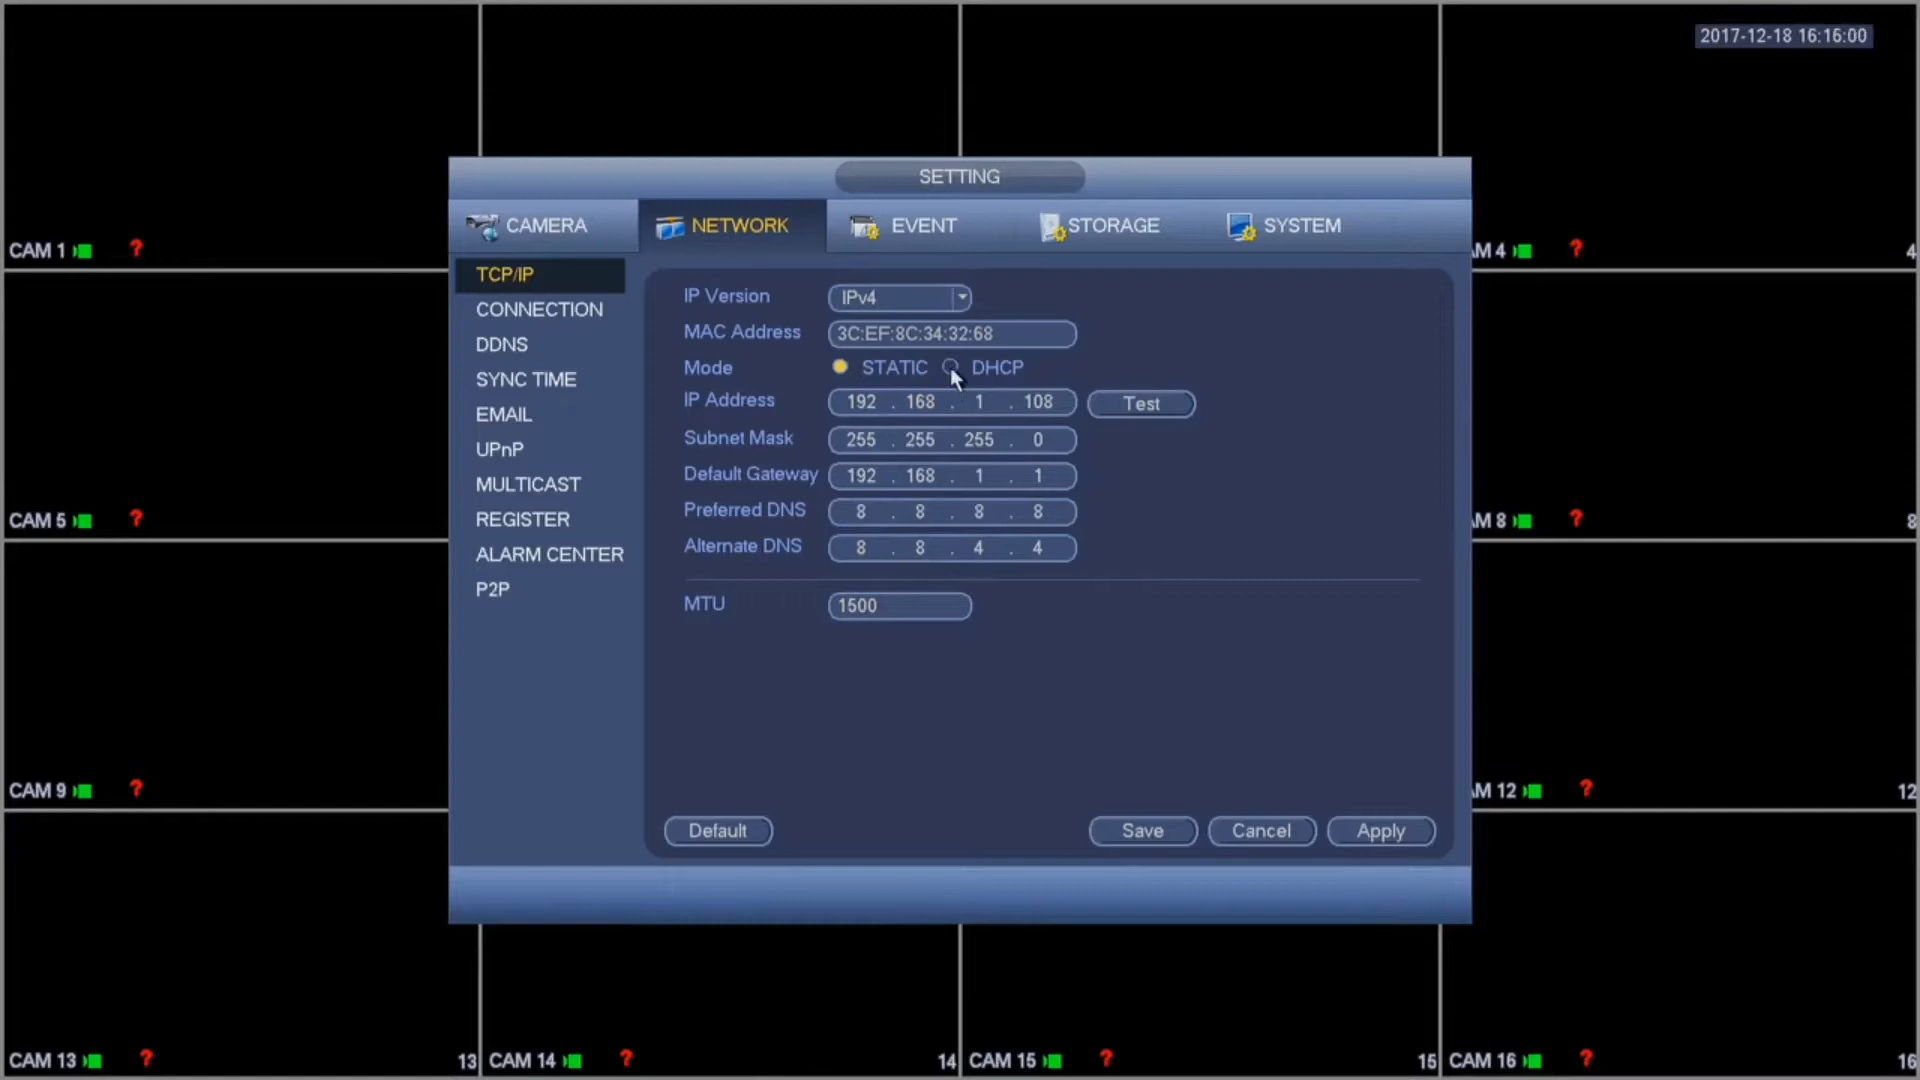 2017-12-18 16:16:00
SETTING
CAMERA NETWORK EVENT STORAGE SYSTEM
CAM 1 ? AM 4 ? 4
TCP/IP
CONNECTION
DDNS
SYNC TIME
EMAIL
UPnP
MULTICAST
REGISTER
ALARM CENTER
P2P
IP Version IPv4
MAC Address 3C:EF:8C:34:32:68
Mode STATIC DHCP
IP Address 192 . 168 . 1 . 108 Test
Subnet Mask 255 . 255 . 255 . 0
Default Gateway 192 . 168 . 1 . 1
Preferred DNS 8 . 8 . 8 . 8
Alternate DNS 8 . 8 . 4 . 4
MTU 1500
Default Save Cancel Apply
CAM 5 ? AM 8 ? 8
CAM 9 ? AM 12 ? 12
CAM 13 ? 13 CAM 14 ? 14 CAM 15 ? 15 CAM 16 ? 16